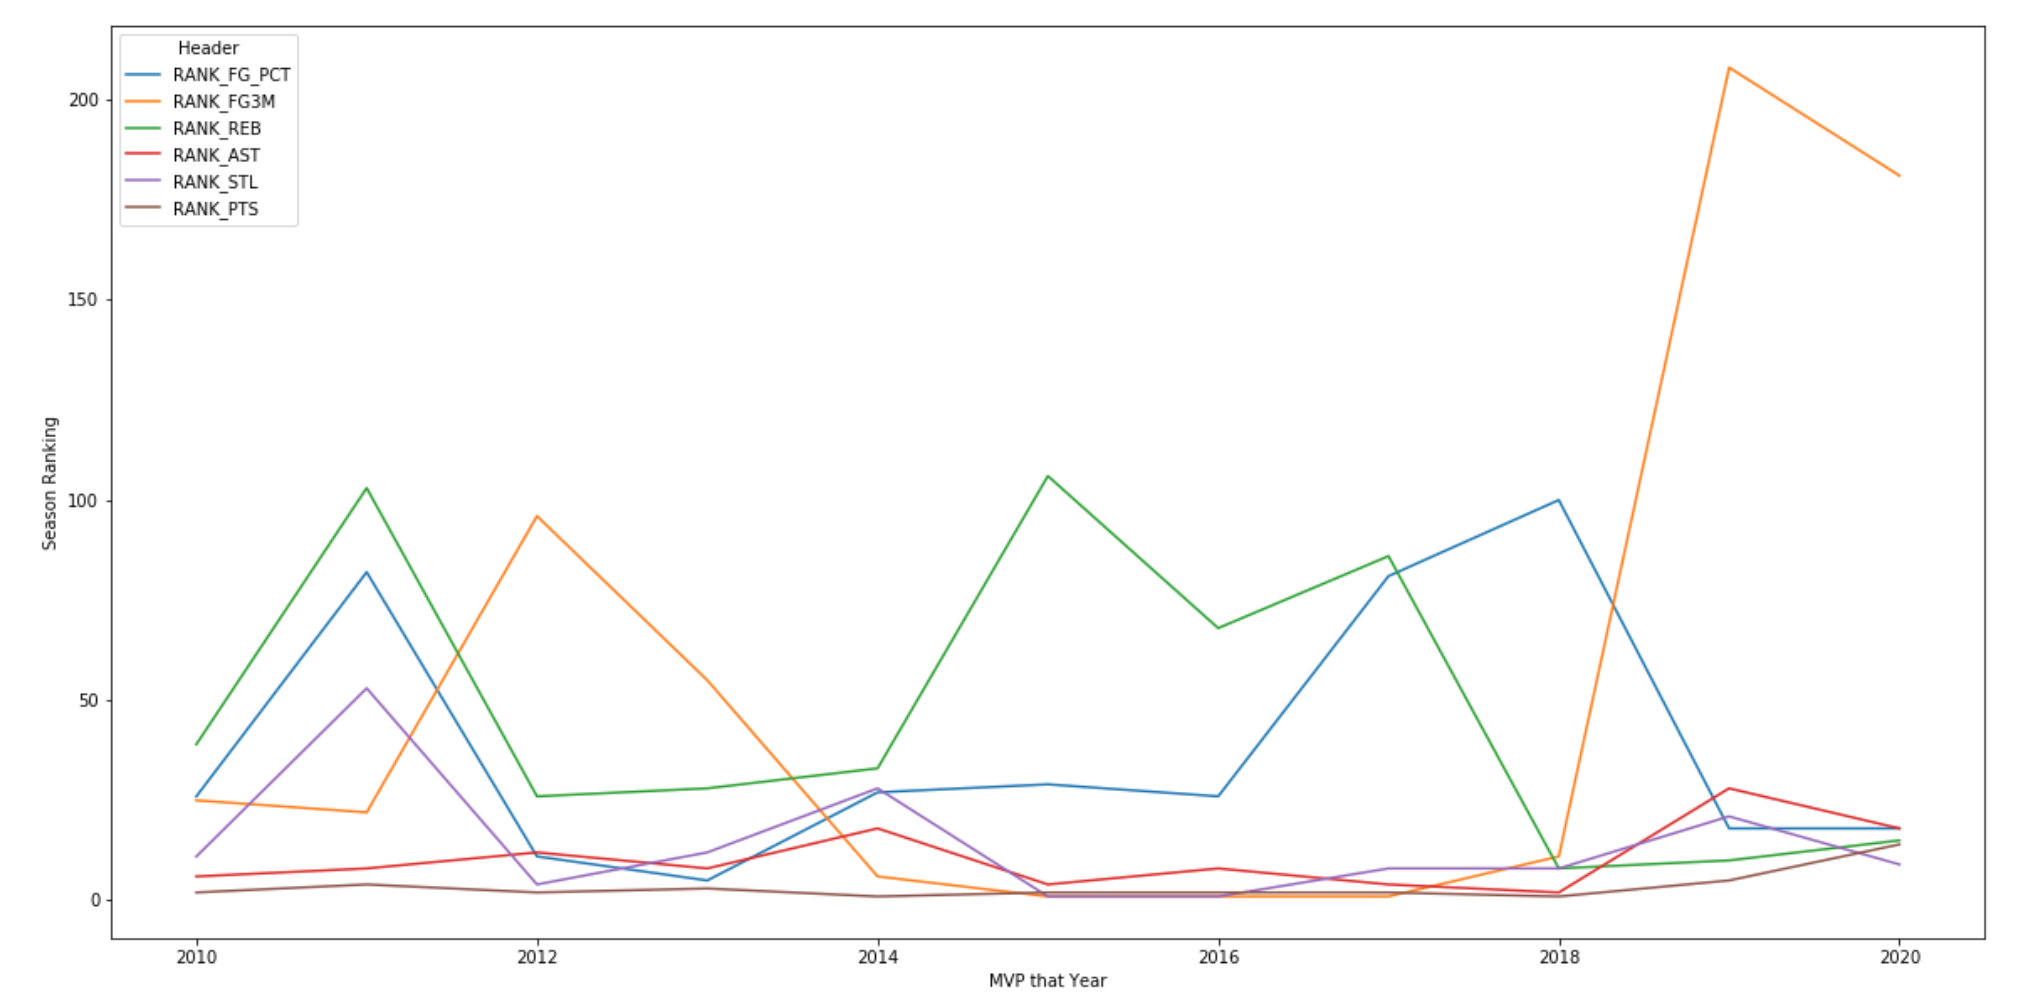 Header
RANK_FG_PCT
RANK_FG3M
RANK_REB
RANK_AST
RANK_STL
RANK_PTS
200
150
100
50
0
Season Ranking
2010
2012
2014
2016
2018
2020
MVP that Year